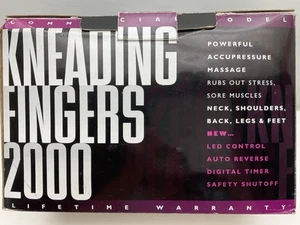 KNEADING
FINGERS
2000
POWERFUL
ACCUPRESSURE
MASSAGE
RUBS OUT STRESS,
SORE MUSCLES
NECK, SHOULDERS,
BACK, LEGS & FEET
NEW...
LED CONTROL
AUTO REVERSE
DIGITAL TIMER
SAFETY SHUTOFF
LIFETIME WARRANTY